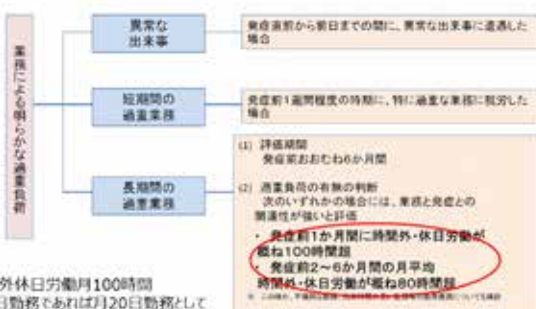 業務による明らかな過重負荷
異常な
出来事
発症直前から前日までの間に、異常な出来事に遭遇した
場合
短期間の
過重業務
発症前1週間程度の時期に、特に過重な業務に就労した
場合
長期間の
過重業務
(1) 評価期間
発症前おおむね6か月間
(2) 過重負荷の有無の判断
次のいずれかの場合には、業務と発症との
関連性が強いと評価
・ 発症前1か月間に時間外・休日労働が
概ね100時間超
・ 発症前2～6か月間の月平均
時間外・休日労働が概ね80時間超
外休日労働月100時間
日勤務であれば月20日勤務として